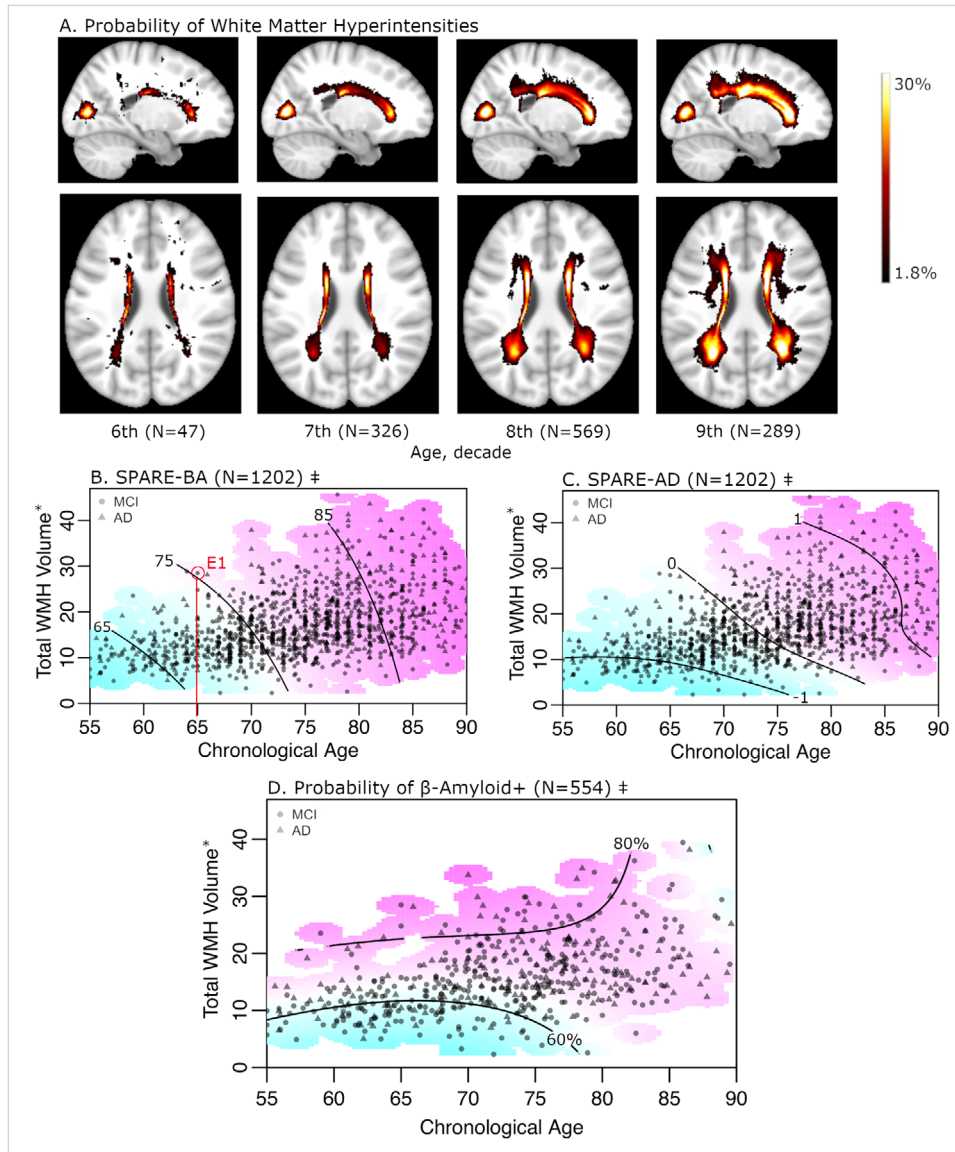 A. Probability of White Matter Hyperintensities
30%
1.8%
6th (N=47)
7th (N=326)
8th (N=569)
9th (N=289)
Age, decade
B. SPARE-BA (N=1202) ‡
MCI
AD
Total WMH Volume*
40
30
20
10
0
65
75
85
E1
55 60 65 70 75 80 85 90
Chronological Age
C. SPARE-AD (N=1202) ‡
MCI
AD
Total WMH Volume*
40
30
20
10
0
0
1
-1
55 60 65 70 75 80 85 90
Chronological Age
D. Probability of β-Amyloid+ (N=554) ‡
MCI
AD
Total WMH Volume*
40
30
20
10
0
80%
60%
55 60 65 70 75 80 85 90
Chronological Age